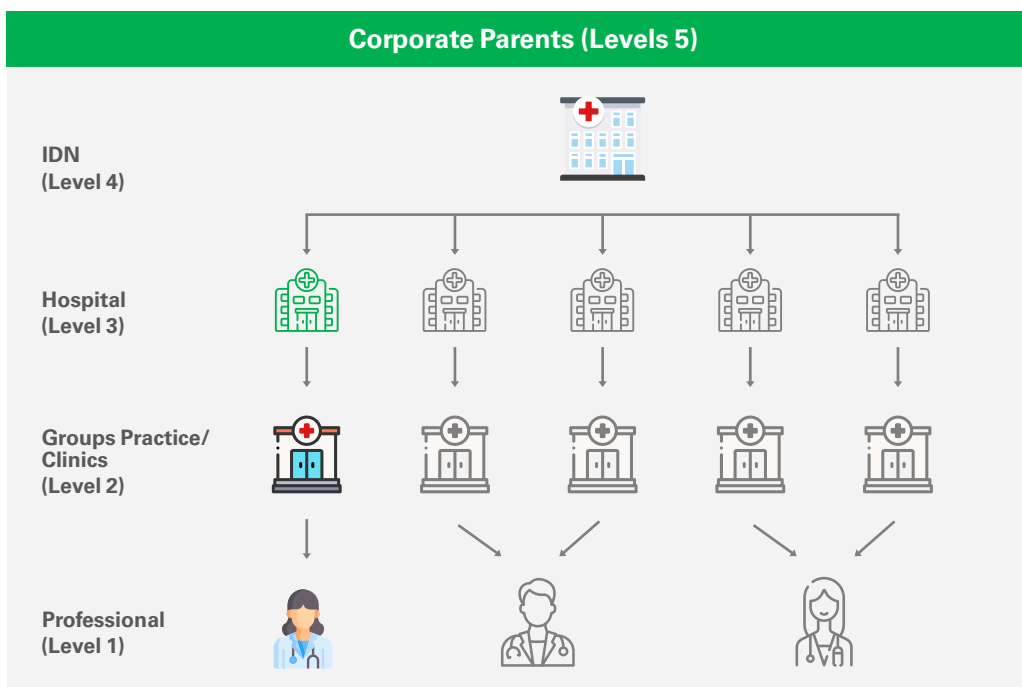 Corporate Parents (Levels 5)
IDN
(Level 4)
Hospital
(Level 3)
Groups Practice/
Clinics
(Level 2)
Professional
(Level 1)